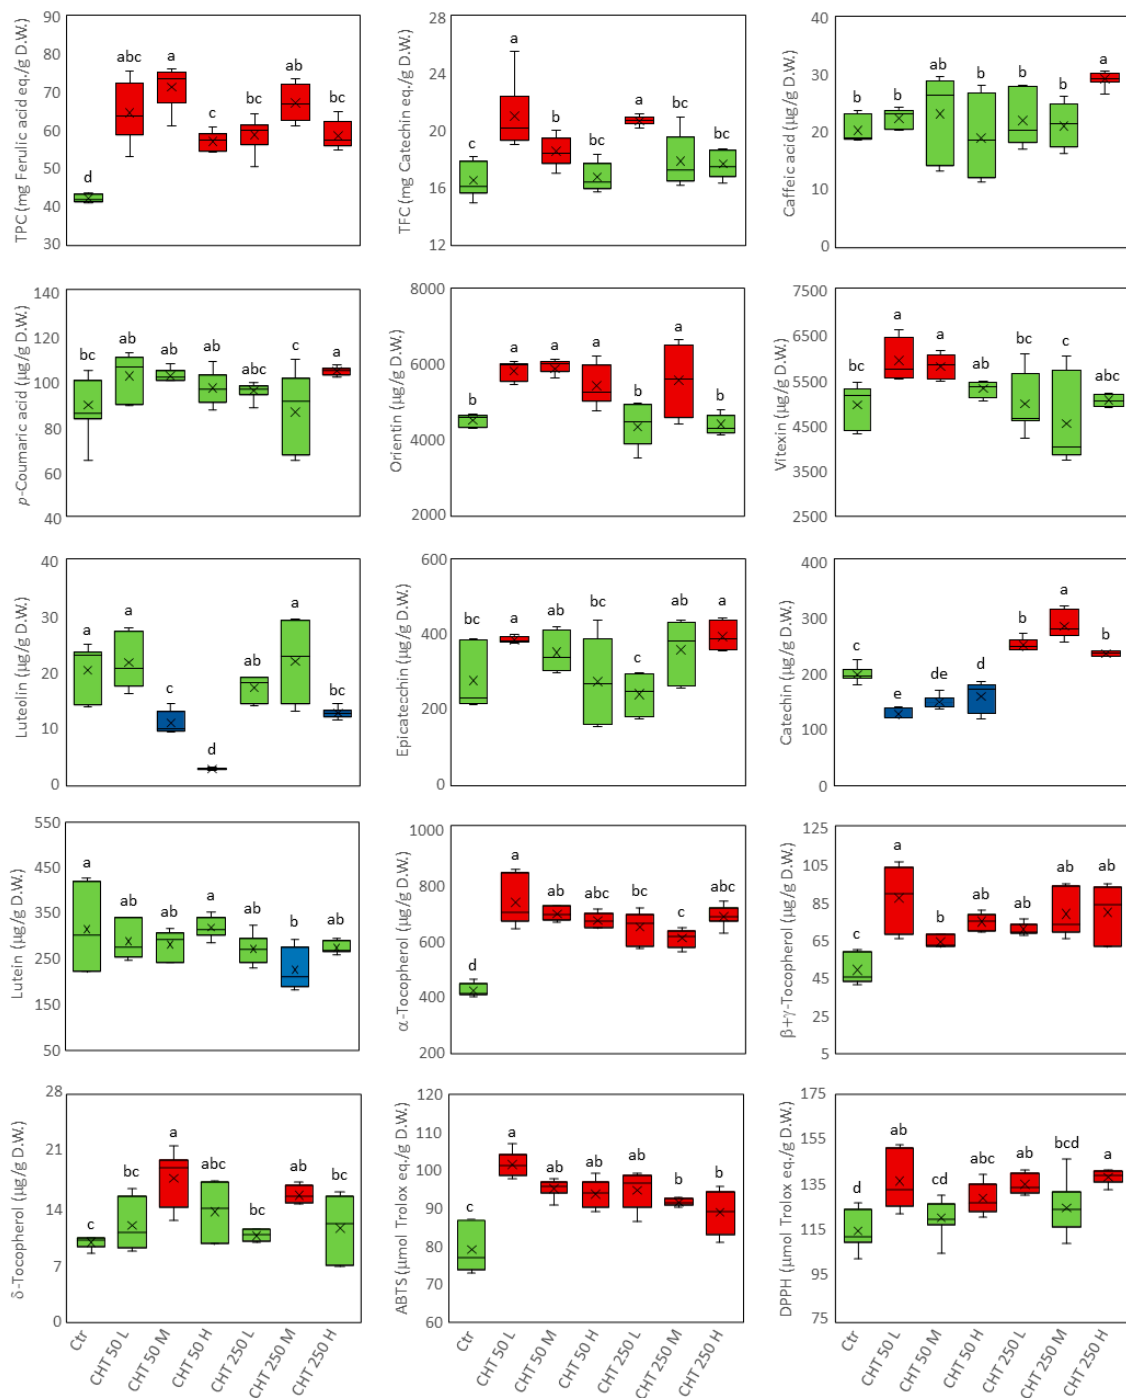 TPC (mg Ferulic acid eq./g D.W.)
90
80
70
60
50
40
30
d
abc
a
c
bc
ab
bc
TFC (mg Catechin eq./g D.W.)
28
24
20
16
12
c
a
b
c
a
bc
bc
Caffeic acid (µg/g D.W.)
40
30
20
10
0
b
b
ab
b
b
b
a
p-Coumaric acid (µg/g D.W.)
140
120
100
80
60
40
bc
ab
ab
ab
abc
c
a
Orientin (µg/g D.W.)
8000
6000
4000
2000
b
a
a
a
b
a
b
Vitexin (µg/g D.W.)
7500
6500
5500
4500
3500
2500
bc
a
a
ab
bc
c
abc
Luteolin (µg/g D.W.)
40
30
20
10
0
a
a
c
d
ab
a
bc
Epicatecchin (µg/g D.W.)
600
400
200
0
bc
a
ab
bc
c
ab
a
Catechin (µg/g D.W.)
400
300
200
100
0
c
e
de
d
b
a
b
Lutein (µg/g D.W.)
550
450
350
250
150
50
a
ab
ab
a
ab
b
ab
α-Tocopherol (µg/g D.W.)
1000
800
600
400
200
d
a
ab
abc
bc
c
abc
β+γ-Tocopherol (µg/g D.W.)
125
105
85
65
45
25
5
c
a
b
ab
ab
ab
ab
δ-Tocopherol (µg/g D.W.)
28
21
14
7
0
c
bc
a
abc
bc
ab
bc
Ctr
CHT 50 L
CHT 50 M
CHT 50 H
CHT 250 L
CHT 250 M
CHT 250 H
ABTS (µmol Trolox eq./g D.W.)
120
110
100
90
80
70
60
c
a
ab
ab
ab
b
b
Ctr
CHT 50 L
CHT 50 M
CHT 50 H
CHT 250 L
CHT 250 M
CHT 250 H
DPPH (µmol Trolox eq./g D.W.)
175
155
135
115
95
75
d
ab
cd
abc
ab
bcd
a
Ctr
CHT 50 L
CHT 50 M
CHT 50 H
CHT 250 L
CHT 250 M
CHT 250 H